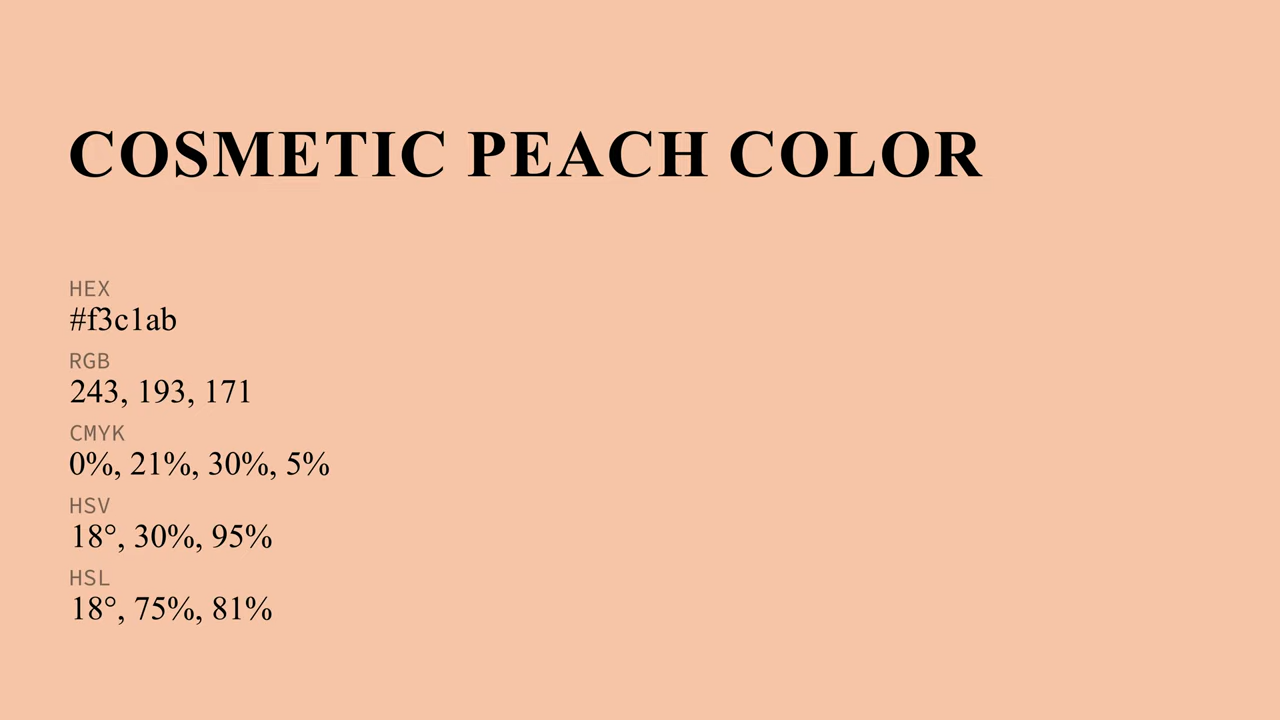 COSMETIC PEACH COLOR
HEX
#f3c1ab
RGB
243, 193, 171
CMYK
0%, 21%, 30%, 5%
HSV
18°, 30%, 95%
HSL
18°, 75%, 81%